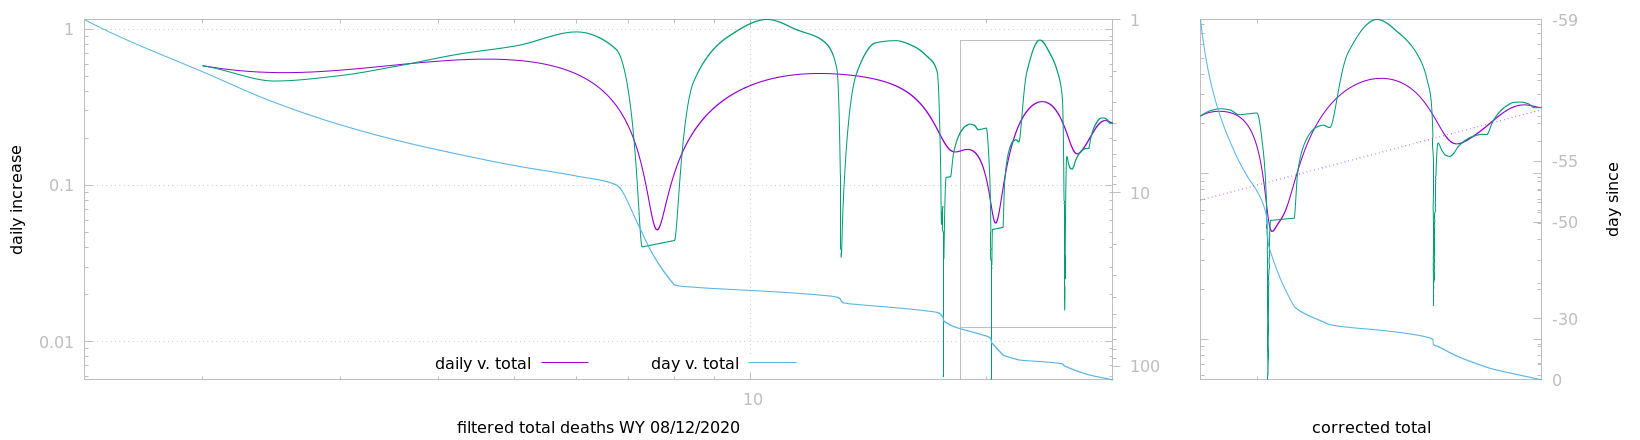 daily increase
1
0.1
0.01
daily v. total
day v. total
10
filtered total deaths WY 08/12/2020
1
10
100
-59
-55
-50
-30
0
day since
corrected total